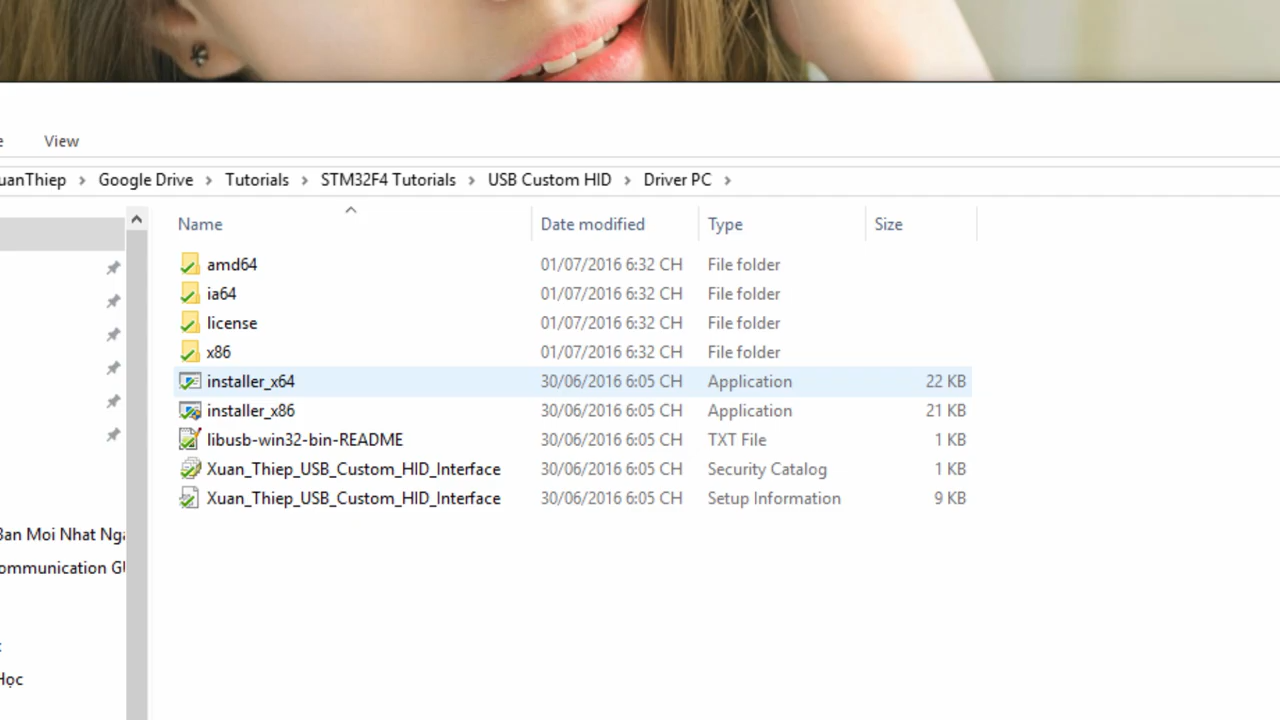 View
uanThiep > Google Drive > Tutorials > STM32F4 Tutorials > USB Custom HID > Driver PC >
Name Date modified Type Size
amd64 01/07/2016 6:32 CH File folder
ia64 01/07/2016 6:32 CH File folder
license 01/07/2016 6:32 CH File folder
x86 01/07/2016 6:32 CH File folder
installer_x64 30/06/2016 6:05 CH Application 22 KB
installer_x86 30/06/2016 6:05 CH Application 21 KB
libusb-win32-bin-README 30/06/2016 6:05 CH TXT File 1 KB
Xuan_Thiep_USB_Custom_HID_Interface 30/06/2016 6:05 CH Security Catalog 1 KB
Xuan_Thiep_USB_Custom_HID_Interface 30/06/2016 6:05 CH Setup Information 9 KB
Ban Moi Nhat Nga
ommunication G
Học